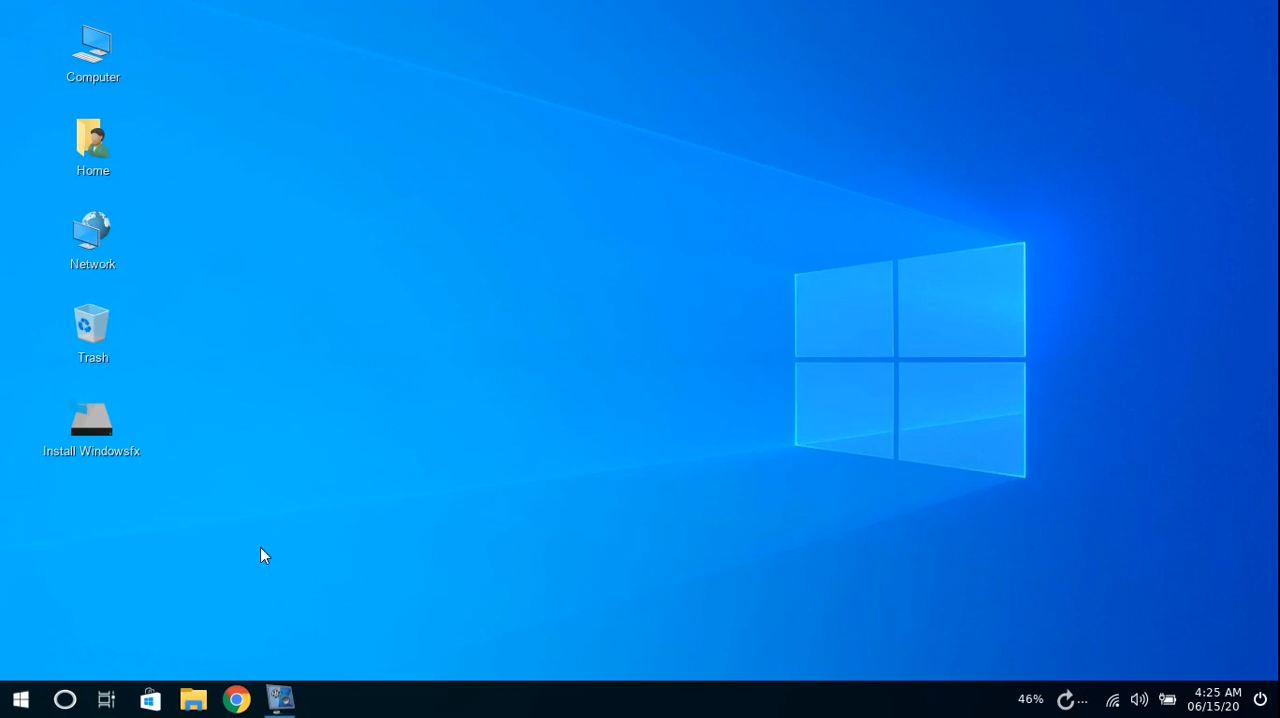 Computer
Home
Network
Trash
Install Windowsfx
46%
...
4:25 AM
06/15/20